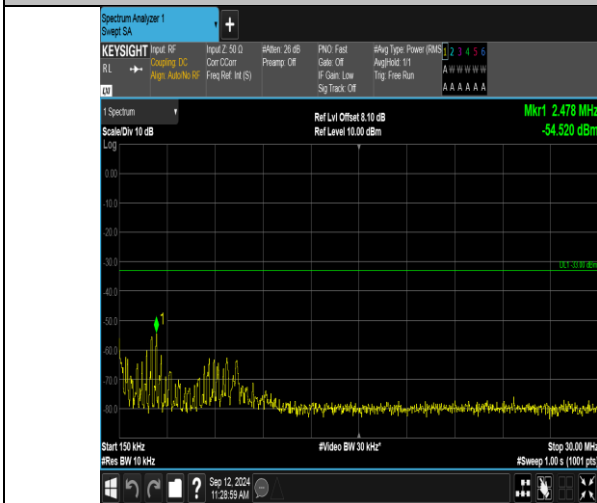 Spectrum Analyzer 1
Swept SA
+
KEYSIGHT Input: RF Input Z: 50 Ω #Atten: 26 dB PNO: Fast #Avg Type: Power (RMS 1 2 3 4 5 6
RL Coupling: DC Corr CCorr Preamp: Off Gate: Off Avg|Hold: 1/1 A W W W W W
Align: Auto/No RF Freq Ref: Int (S) IF Gain: Low Trig: Free Run
Sig Track: Off A A A A A A
1 Spectrum Ref Lvl Offset 8.10 dB Mkr1 2.478 MHz
Scale/Div 10 dB Ref Level 10.00 dBm -54.520 dBm
Log
0.00
-10.0
-20.0
-30.0
DL1 -33.00 dBm
-40.0
-50.0
1
-60.0
-70.0
-80.0
Start 150 kHz #Video BW 30 kHz* Stop 30.00 MHz
#Res BW 10 kHz #Sweep 1.00 s (1001 pts)
? Sep 12, 2024
11:28:59 AM